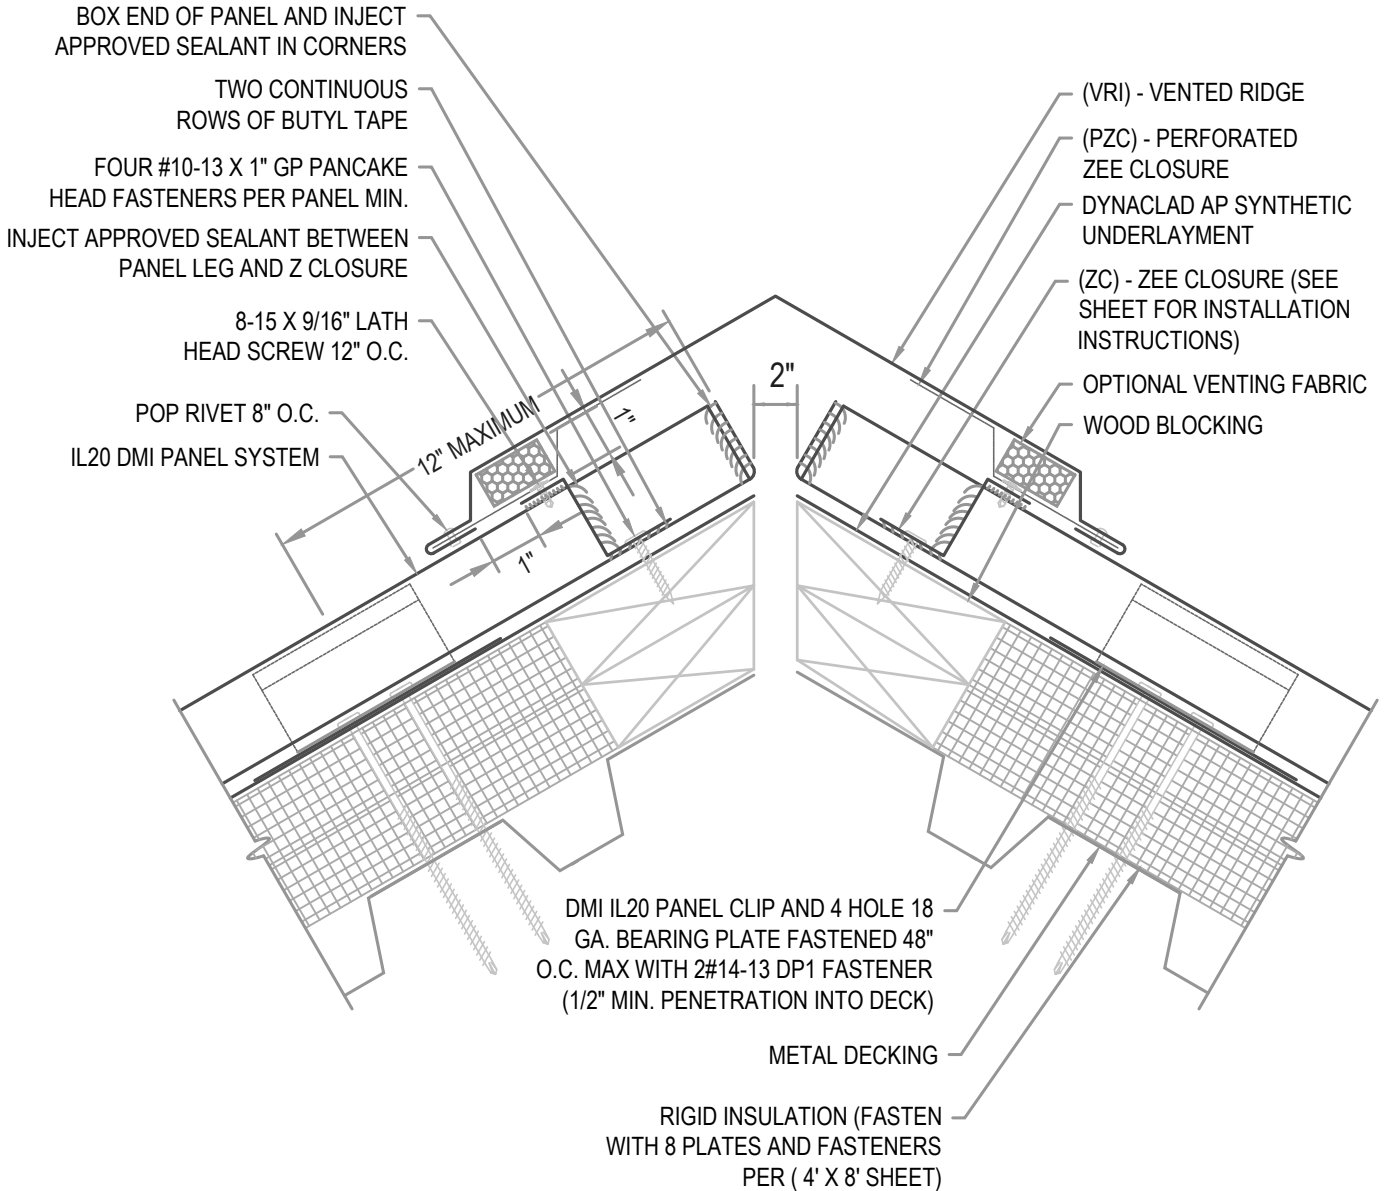 BOX END OF PANEL AND INJECT
APPROVED SEALANT IN CORNERS
TWO CONTINUOUS
ROWS OF BUTYL TAPE
FOUR #10-13 X 1" GP PANCAKE
HEAD FASTENERS PER PANEL MIN.
INJECT APPROVED SEALANT BETWEEN
PANEL LEG AND Z CLOSURE
8-15 X 9/16" LATH
HEAD SCREW 12" O.C.
POP RIVET 8" O.C.
IL20 DMI PANEL SYSTEM
12" MAXIMUM
1"
1"
2"
(VRI) - VENTED RIDGE
(PZC) - PERFORATED
ZEE CLOSURE
DYNACLAD AP SYNTHETIC
UNDERLAYMENT
(ZC) - ZEE CLOSURE (SEE
SHEET FOR INSTALLATION
INSTRUCTIONS)
OPTIONAL VENTING FABRIC
WOOD BLOCKING
DMI IL20 PANEL CLIP AND 4 HOLE 18
GA. BEARING PLATE FASTENED 48"
O.C. MAX WITH 2#14-13 DP1 FASTENER
(1/2" MIN. PENETRATION INTO DECK)
METAL DECKING
RIGID INSULATION (FASTEN
WITH 8 PLATES AND FASTENERS
PER ( 4' X 8' SHEET)